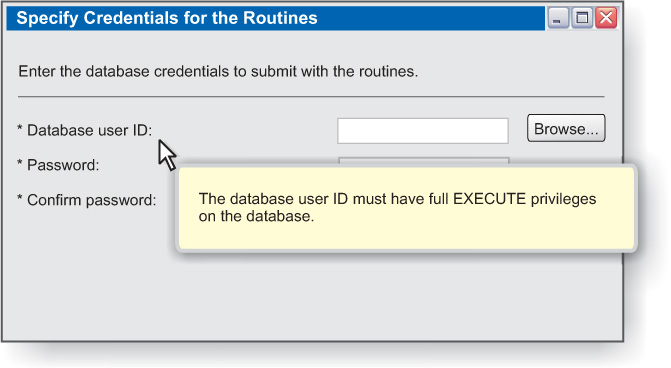 Specify Credentials for the Routines
Enter the database credentials to submit with the routines.
* Database user ID:
Browse...
* Password:
* Confirm password:
The database user ID must have full EXECUTE privileges
on the database.